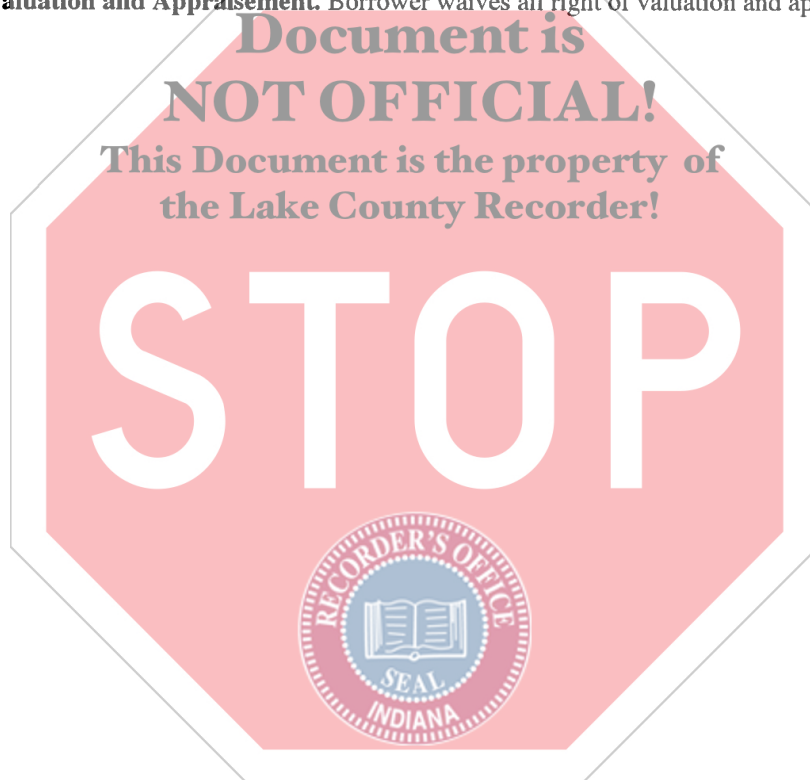 aluation and Appraisement. Borrower waives all right of valuation and ap
Document is
NOT OFFICIAL!
This Document is the property of
the Lake County Recorder!
STOP
RECORDER'S OFFICE
SEAL
INDIANA